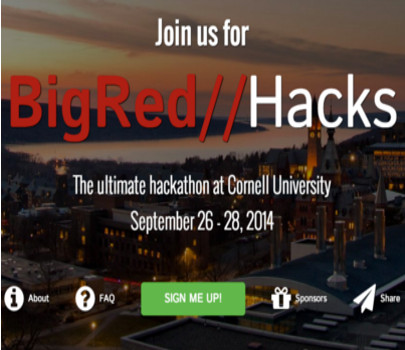 Join us for
BigRed//Hacks
The ultimate hackathon at Cornell University
September 26 - 28, 2014
About FAQ SIGN ME UP! Sponsors Share